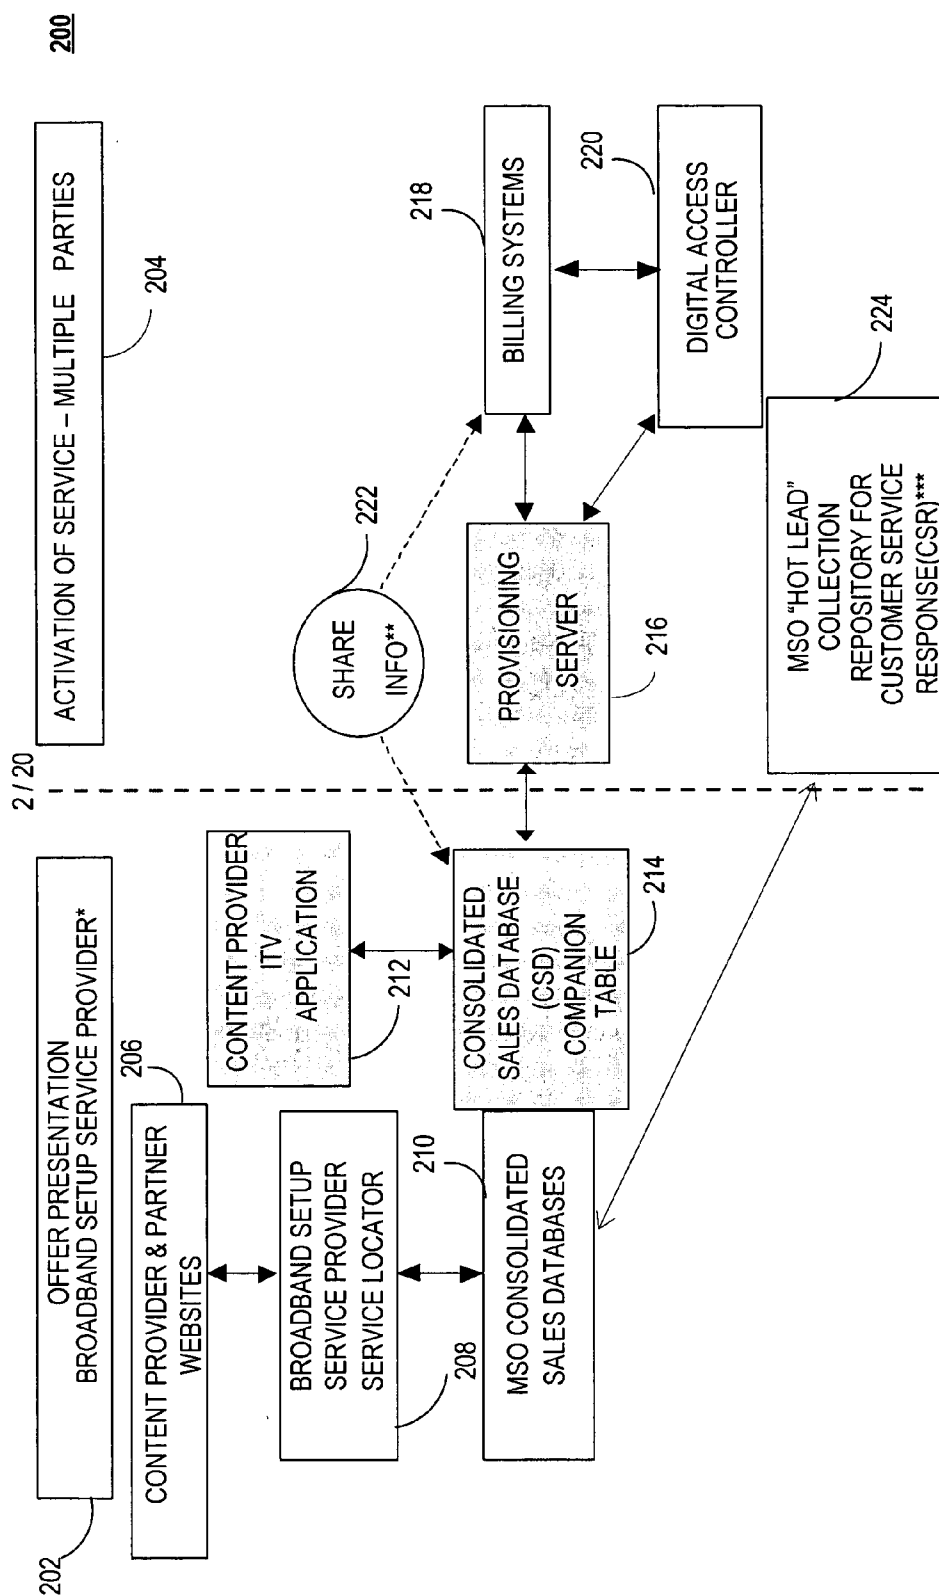 2 / 20
200
OFFER PRESENTATION
BROADBAND SETUP SERVICE PROVIDER*
202
ACTIVATION OF SERVICE – MULTIPLE PARTIES
204
CONTENT PROVIDER & PARTNER
WEBSITES
206
BROADBAND SETUP
SERVICE PROVIDER
SERVICE LOCATOR
208
MSO CONSOLIDATED
SALES DATABASES
210
CONTENT PROVIDER
ITV
APPLICATION
212
CONSOLIDATED
SALES DATABASE
(CSD)
COMPANION
TABLE
214
SHARE
INFO**
222
PROVISIONING
SERVER
216
BILLING SYSTEMS
218
DIGITAL ACCESS
CONTROLLER
220
MSO “HOT LEAD”
COLLECTION
REPOSITORY FOR
CUSTOMER SERVICE
RESPONSE(CSR)***
224